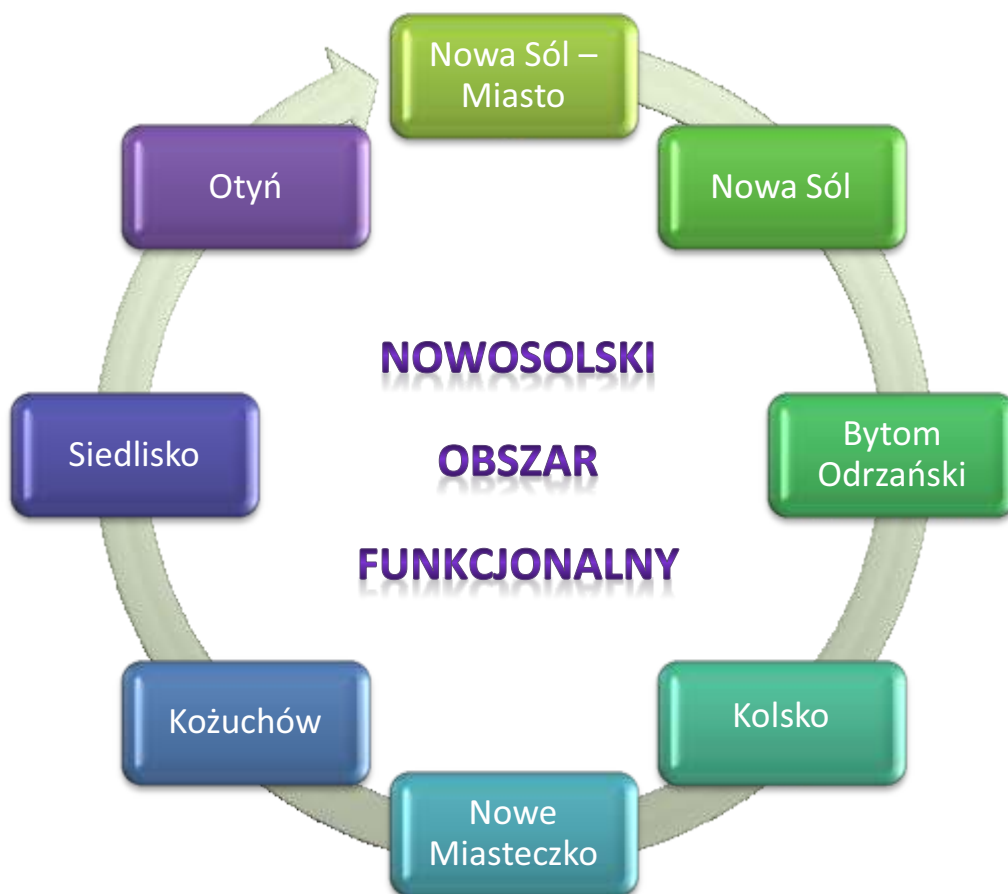 Nowa Sól –
Miasto
Nowa Sól
Bytom
Odrzański
Kolsko
Nowe
Miasteczko
Kożuchów
Siedlisko
Otyń
NOWOSOLSKI
OBSZAR
FUNKCJONALNY